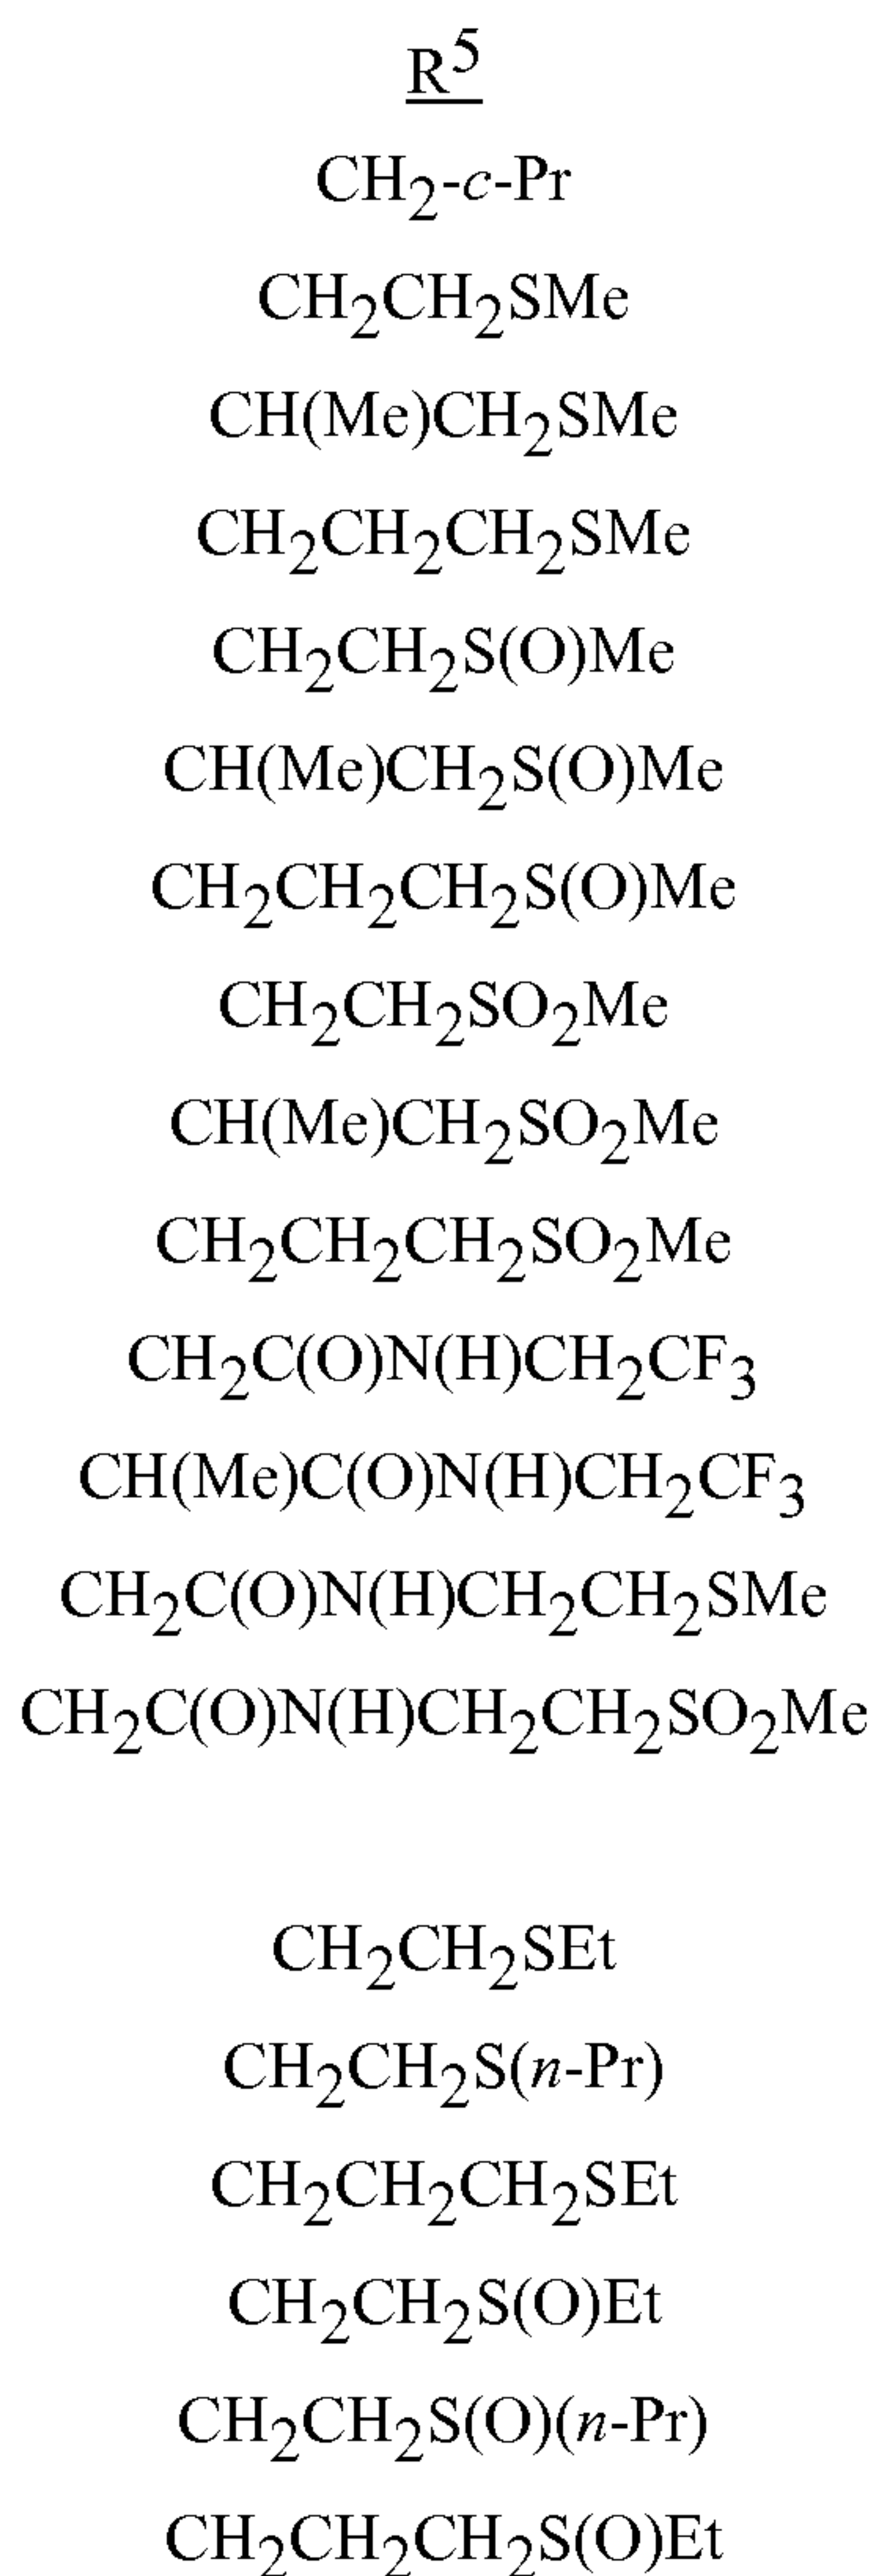 R⁵
CH₂-c-Pr
CH₂CH₂SMe
CH(Me)CH₂SMe
CH₂CH₂CH₂SMe
CH₂CH₂S(O)Me
CH(Me)CH₂S(O)Me
CH₂CH₂CH₂S(O)Me
CH₂CH₂SO₂Me
CH(Me)CH₂SO₂Me
CH₂CH₂CH₂SO₂Me
CH₂C(O)N(H)CH₂CF₃
CH(Me)C(O)N(H)CH₂CF₃
CH₂C(O)N(H)CH₂CH₂SMe
CH₂C(O)N(H)CH₂CH₂SO₂Me
CH₂CH₂SEt
CH₂CH₂S(n-Pr)
CH₂CH₂CH₂SEt
CH₂CH₂S(O)Et
CH₂CH₂S(O)(n-Pr)
CH₂CH₂CH₂S(O)Et